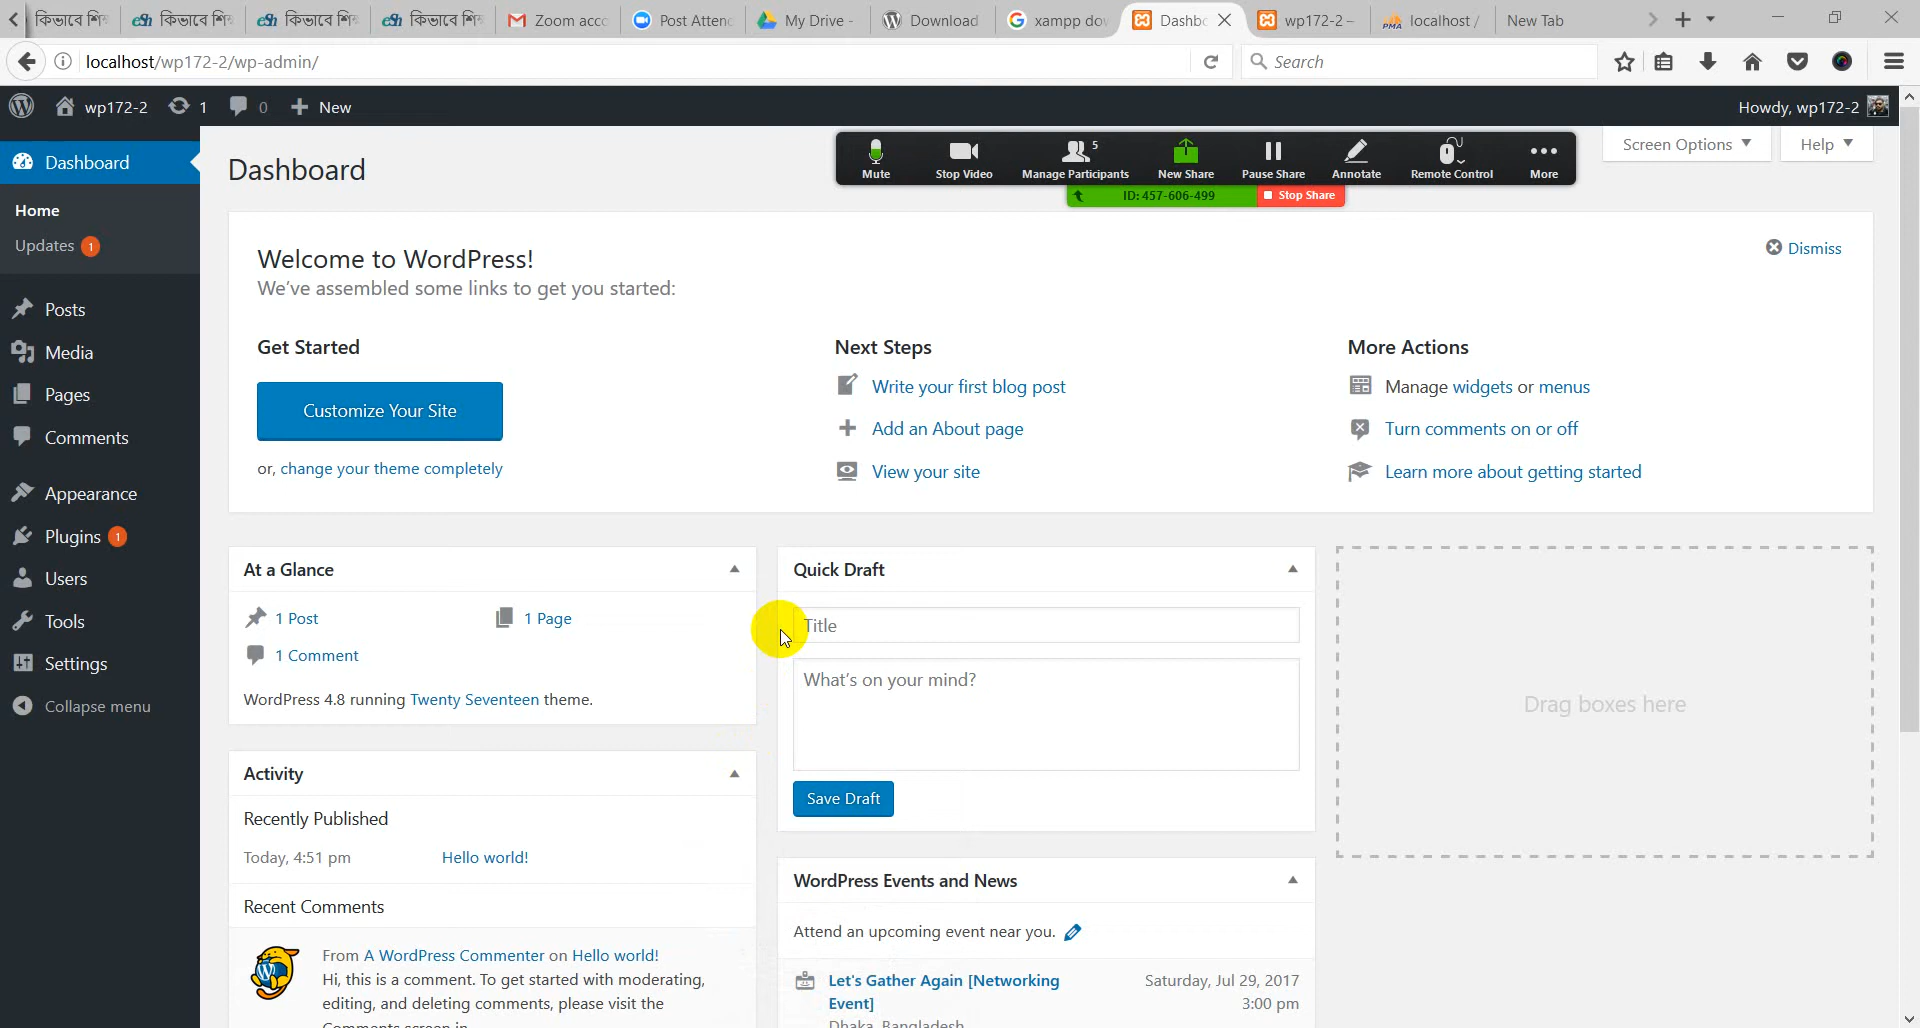 কিভাবে শি
কিভাবে শি
কিভাবে শি
কিভাবে শি
Zoom acc
Post Atten
My Drive -
Download
xampp do
Dashb
wp172-2 –
localhost /
New Tab
localhost/wp172-2/wp-admin/
Search
wp172-2
1
0
New
Howdy, wp172-2
Dashboard
Home
Updates 1
Posts
Media
Pages
Comments
Appearance
Plugins 1
Users
Tools
Settings
Collapse menu
Dashboard
Mute
Stop Video
5
Manage Participants
New Share
Pause Share
Annotate
Remote Control
More
ID: 457-606-499
Stop Share
Screen Options
Help
Welcome to WordPress!
We've assembled some links to get you started:
Dismiss
Get Started
Customize Your Site
or, change your theme completely
Next Steps
Write your first blog post
Add an About page
View your site
More Actions
Manage widgets or menus
Turn comments on or off
Learn more about getting started
At a Glance
1 Post
1 Page
1 Comment
WordPress 4.8 running Twenty Seventeen theme.
Activity
Recently Published
Today, 4:51 pm
Hello world!
Recent Comments
From A WordPress Commenter on Hello world!
Hi, this is a comment. To get started with moderating,
editing, and deleting comments, please visit the
Comments screen in
Quick Draft
Title
What's on your mind?
Save Draft
WordPress Events and News
Attend an upcoming event near you.
Let's Gather Again [Networking
Event]
Dhaka, Bangladesh
Saturday, Jul 29, 2017
3:00 pm
Drag boxes here